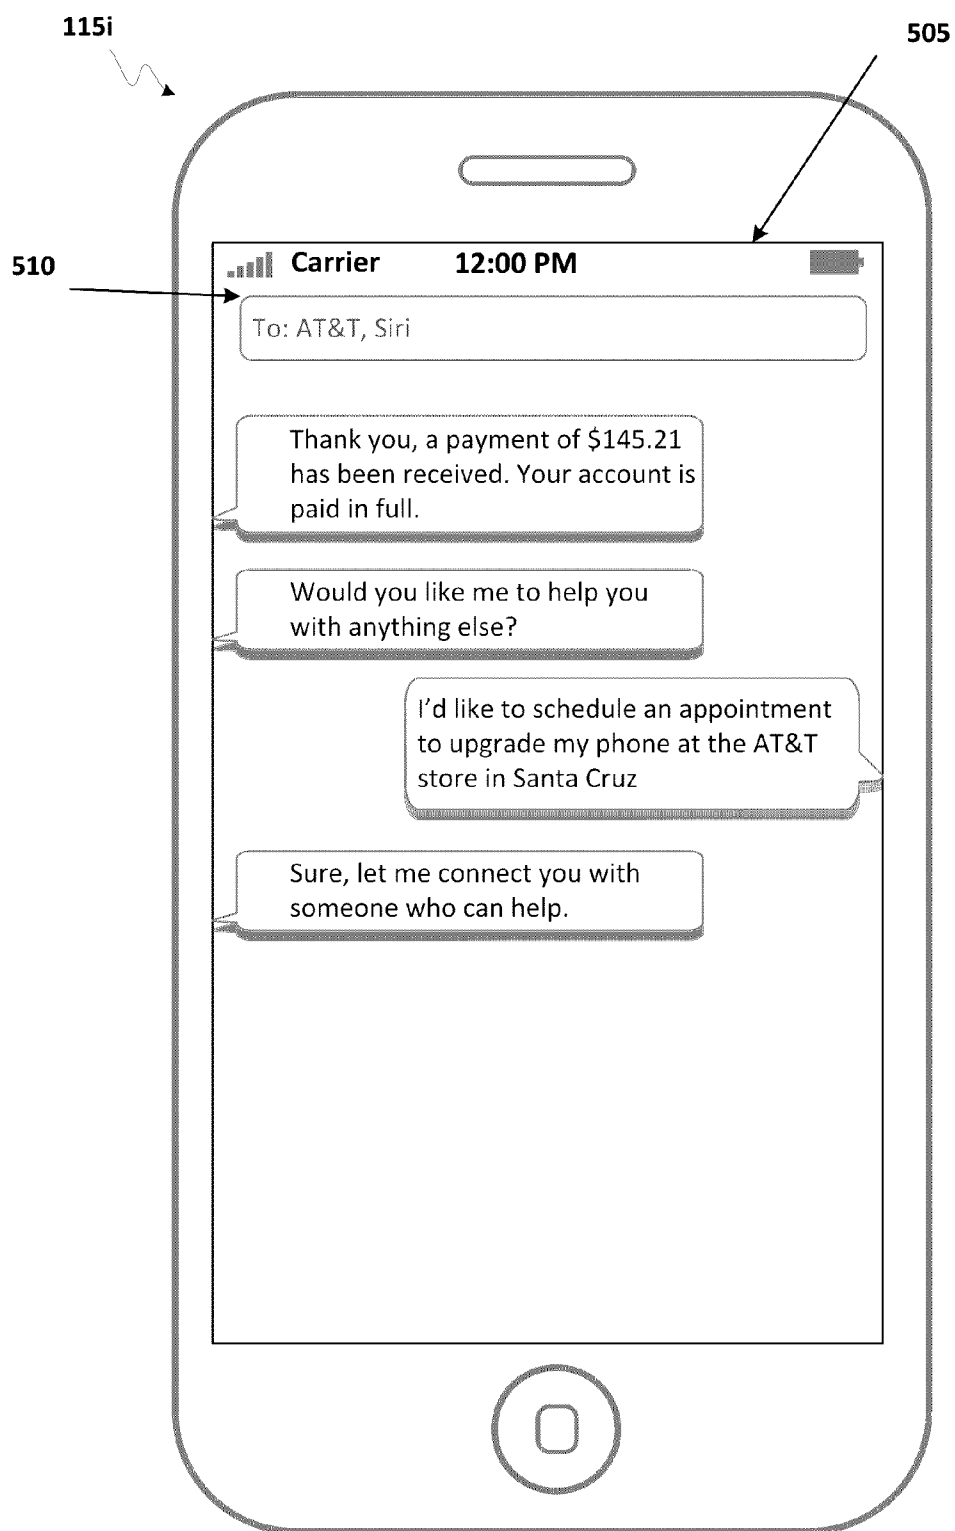 115i
505
510
Carrier 12:00 PM
To: AT&T, Siri
Thank you, a payment of $145.21
has been received. Your account is
paid in full.
Would you like me to help you
with anything else?
I’d like to schedule an appointment
to upgrade my phone at the AT&T
store in Santa Cruz
Sure, let me connect you with
someone who can help.